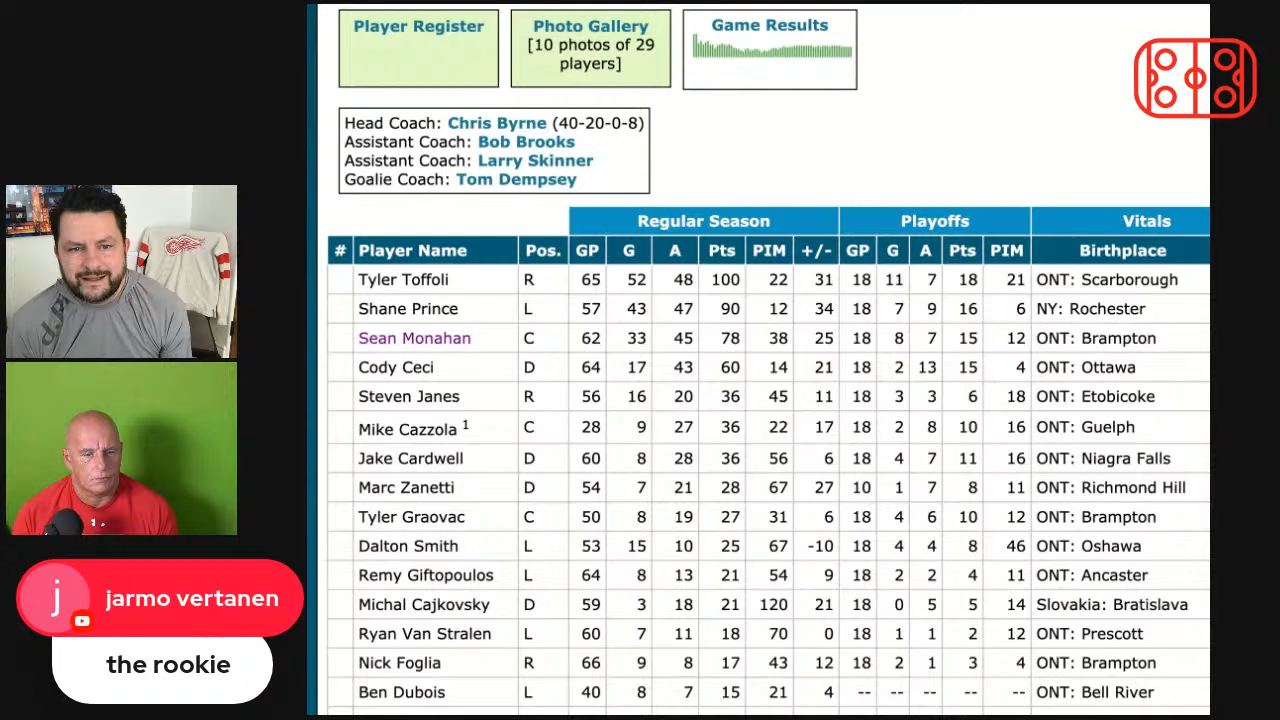 Player Register
Photo Gallery
[10 photos of 29
players]
Game Results
Head Coach: Chris Byrne (40-20-0-8)
Assistant Coach: Bob Brooks
Assistant Coach: Larry Skinner
Goalie Coach: Tom Dempsey
Regular Season Playoffs Vitals
# Player Name Pos. GP G A Pts PIM +/- GP G A Pts PIM Birthplace
Tyler Toffoli R 65 52 48 100 22 31 18 11 7 18 21 ONT: Scarborough
Shane Prince L 57 43 47 90 12 34 18 7 9 16 6 NY: Rochester
Sean Monahan C 62 33 45 78 38 25 18 8 7 15 12 ONT: Brampton
Cody Ceci D 64 17 43 60 14 21 18 2 13 15 4 ONT: Ottawa
Steven Janes R 56 16 20 36 45 11 18 3 3 6 18 ONT: Etobicoke
Mike Cazzola 1 C 28 9 27 36 22 17 18 2 8 10 16 ONT: Guelph
Jake Cardwell D 60 8 28 36 56 6 18 4 7 11 16 ONT: Niagra Falls
Marc Zanetti D 54 7 21 28 67 27 10 1 7 8 11 ONT: Richmond Hill
Tyler Graovac C 50 8 19 27 31 6 18 4 6 10 12 ONT: Brampton
Dalton Smith L 53 15 10 25 67 -10 18 4 4 8 46 ONT: Oshawa
Remy Giftopoulos L 64 8 13 21 54 9 18 2 2 4 11 ONT: Ancaster
Michal Cajkovsky D 59 3 18 21 120 21 18 0 5 5 14 Slovakia: Bratislava
Ryan Van Stralen L 60 7 11 18 70 0 18 1 1 2 12 ONT: Prescott
Nick Foglia R 66 9 8 17 43 12 18 2 1 3 4 ONT: Brampton
Ben Dubois L 40 8 7 15 21 4 -- -- -- -- -- ONT: Bell River
j jarmo vertanen
the rookie